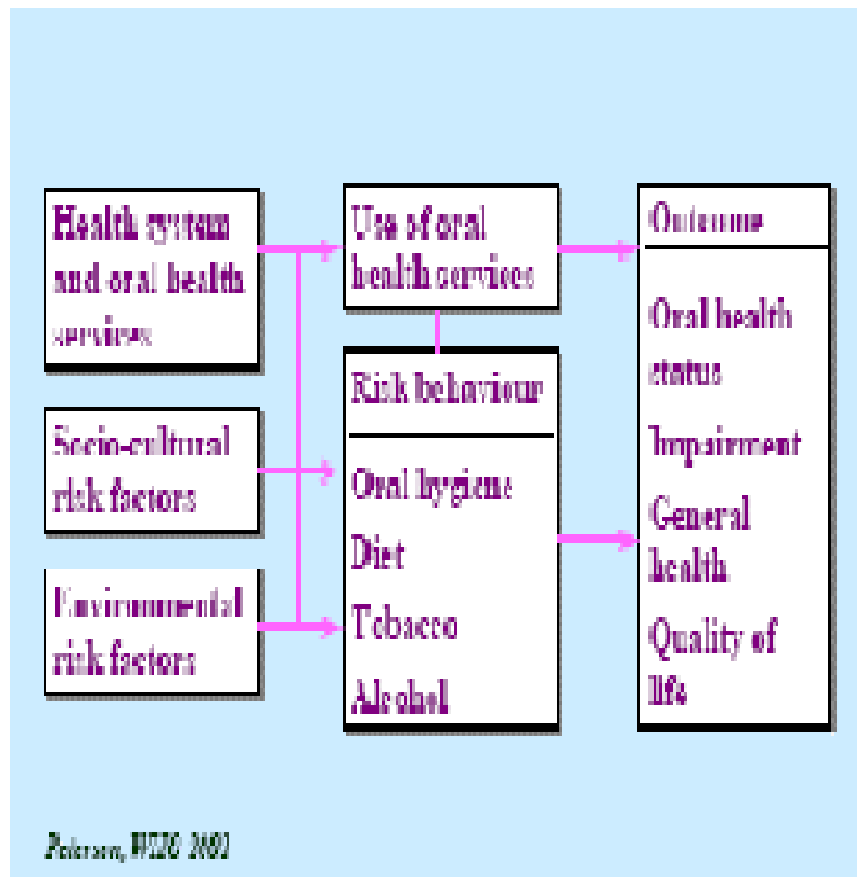 Health system
and oral health
services
Socio-cultural
risk factors
Environmental
risk factors
Use of oral
health services
Risk behaviour
Oral hygiene
Diet
Tobacco
Alcohol
Outcome
Oral health
status
Impairment
General
health
Quality of
life
Petersen, WHO